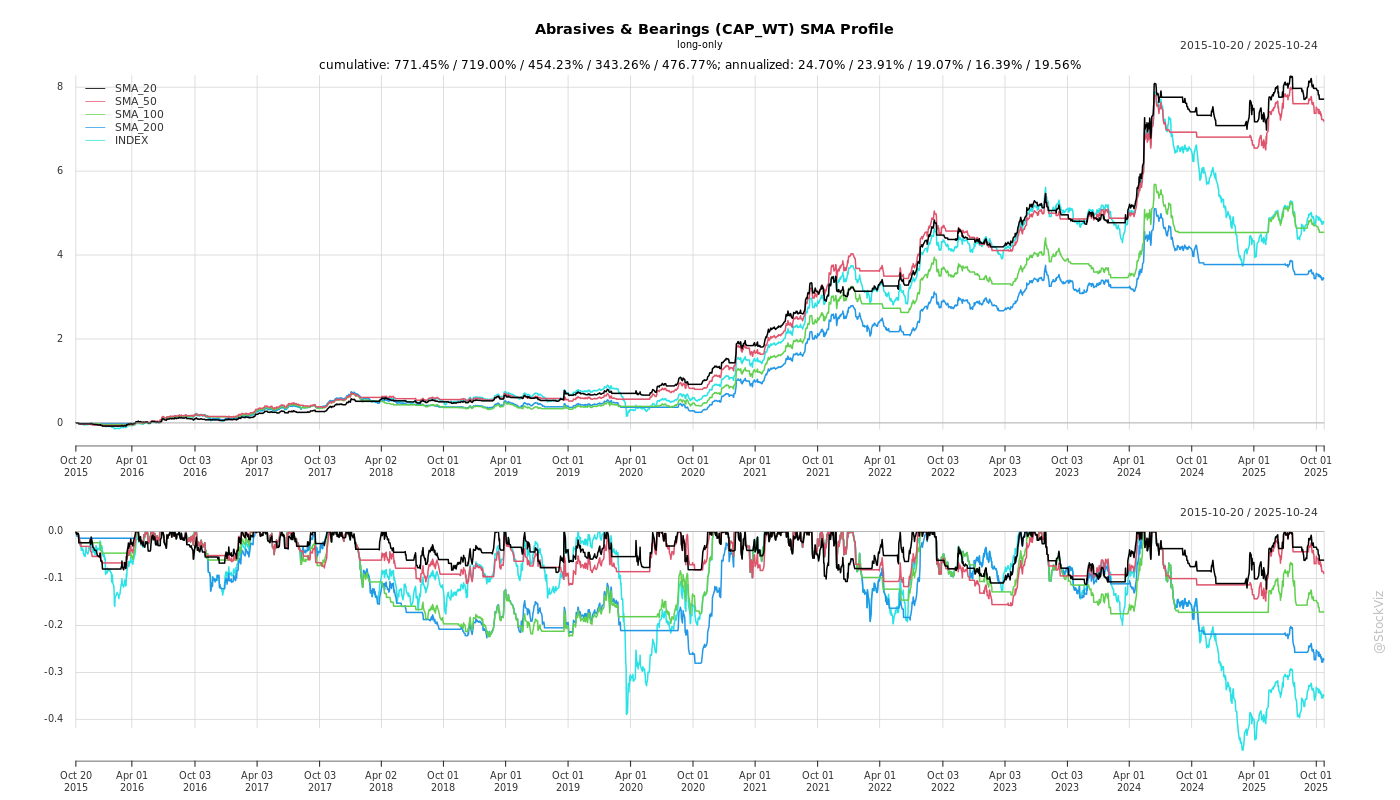 Abrasives & Bearings (CAP_WT) SMA Profile
long-only
2015-10-20 / 2025-10-24
cumulative: 771.45% / 719.00% / 454.23% / 343.26% / 476.77%; annualized: 24.70% / 23.91% / 19.07% / 16.39% / 19.56%
8
6
4
2
0
SMA_20
SMA_50
SMA_100
SMA_200
INDEX
Oct 20 Apr 01 Oct 03 Apr 03 Oct 03 Apr 02 Oct 01 Apr 01 Oct 01 Apr 01 Oct 01 Apr 01 Oct 01 Apr 01 Oct 03 Apr 03 Oct 03 Apr 01 Oct 01 Apr 01 Oct 01
2015 2016 2016 2017 2017 2018 2018 2019 2019 2020 2020 2021 2021 2022 2022 2023 2023 2024 2024 2025 2025
2015-10-20 / 2025-10-24
0.0
-0.1
-0.2
-0.3
-0.4
Oct 20 Apr 01 Oct 03 Apr 03 Oct 03 Apr 02 Oct 01 Apr 01 Oct 01 Apr 01 Oct 01 Apr 01 Oct 01 Apr 01 Oct 03 Apr 03 Oct 03 Apr 01 Oct 01 Apr 01 Oct 01
2015 2016 2016 2017 2017 2018 2018 2019 2019 2020 2020 2021 2021 2022 2022 2023 2023 2024 2024 2025 2025
@StockViz